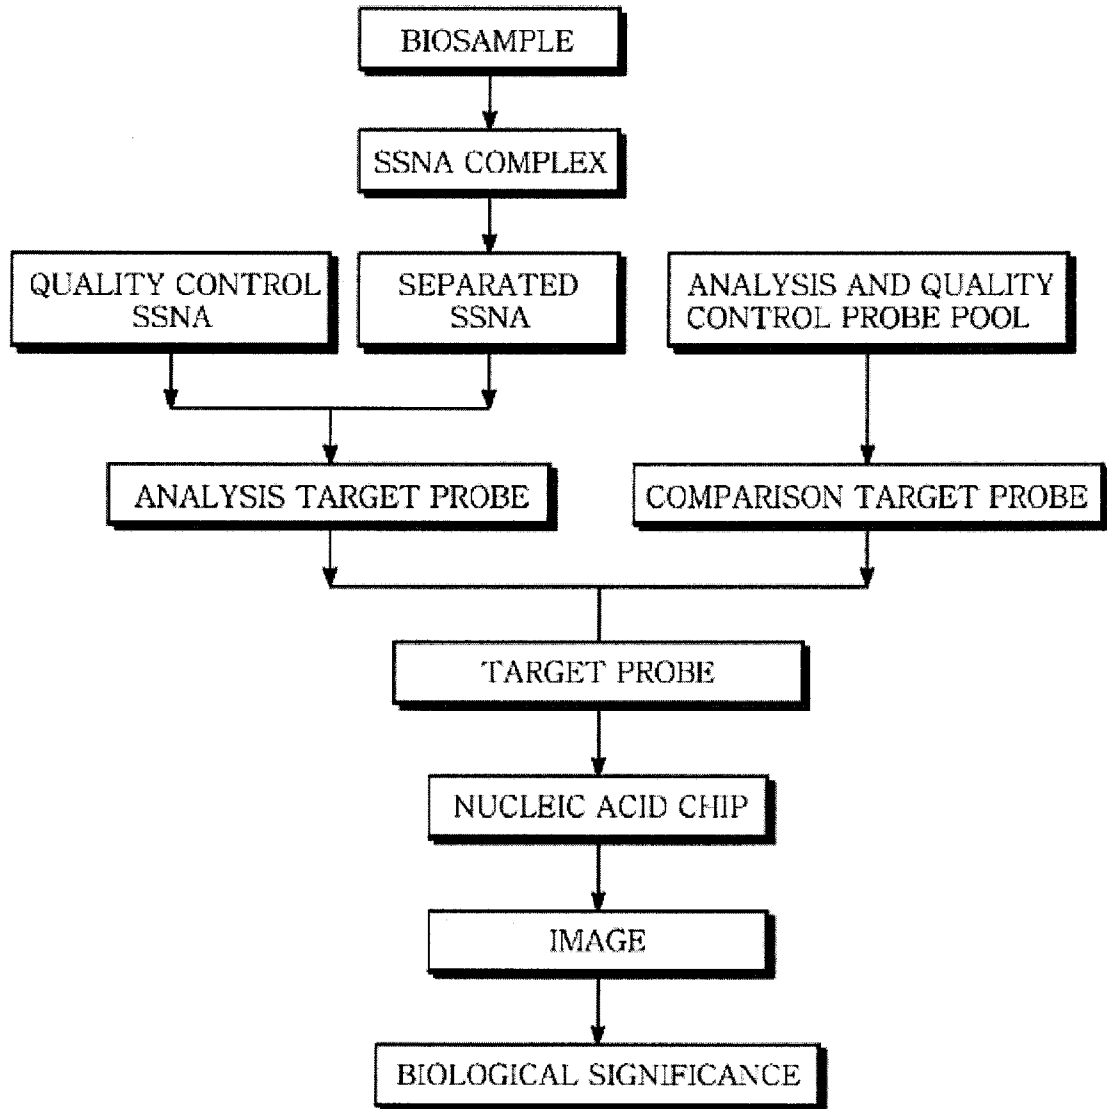 BIOSAMPLE
SSNA COMPLEX
QUALITY CONTROL
SSNA
SEPARATED
SSNA
ANALYSIS AND QUALITY
CONTROL PROBE POOL
ANALYSIS TARGET PROBE
COMPARISON TARGET PROBE
TARGET PROBE
NUCLEIC ACID CHIP
IMAGE
BIOLOGICAL SIGNIFICANCE